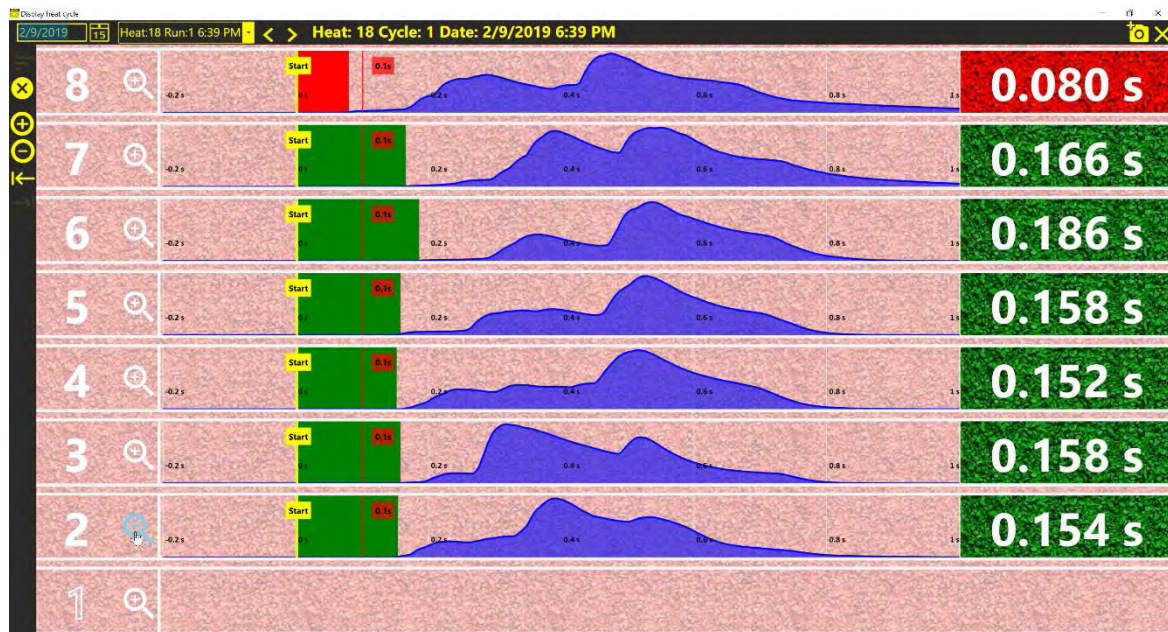 Display heat cycle
2/9/2019 15 Heat:18 Run:1 6:39 PM < > Heat: 18 Cycle: 1 Date: 2/9/2019 6:39 PM
8 -0.2 s Start 0 s 0.1s 0.2 s 0.4 s 0.6 s 0.8 s 1 s 0.080 s
7 -0.2 s Start 0 s 0.1s 0.2 s 0.4 s 0.6 s 0.8 s 1 s 0.166 s
6 -0.2 s Start 0 s 0.1s 0.2 s 0.4 s 0.6 s 0.8 s 1 s 0.186 s
5 -0.2 s Start 0 s 0.1s 0.2 s 0.4 s 0.6 s 0.8 s 1 s 0.158 s
4 -0.2 s Start 0 s 0.1s 0.2 s 0.4 s 0.6 s 0.8 s 1 s 0.152 s
3 -0.2 s Start 0 s 0.1s 0.2 s 0.4 s 0.6 s 0.8 s 1 s 0.158 s
2 -0.2 s Start 0 s 0.1s 0.2 s 0.4 s 0.6 s 0.8 s 1 s 0.154 s
1